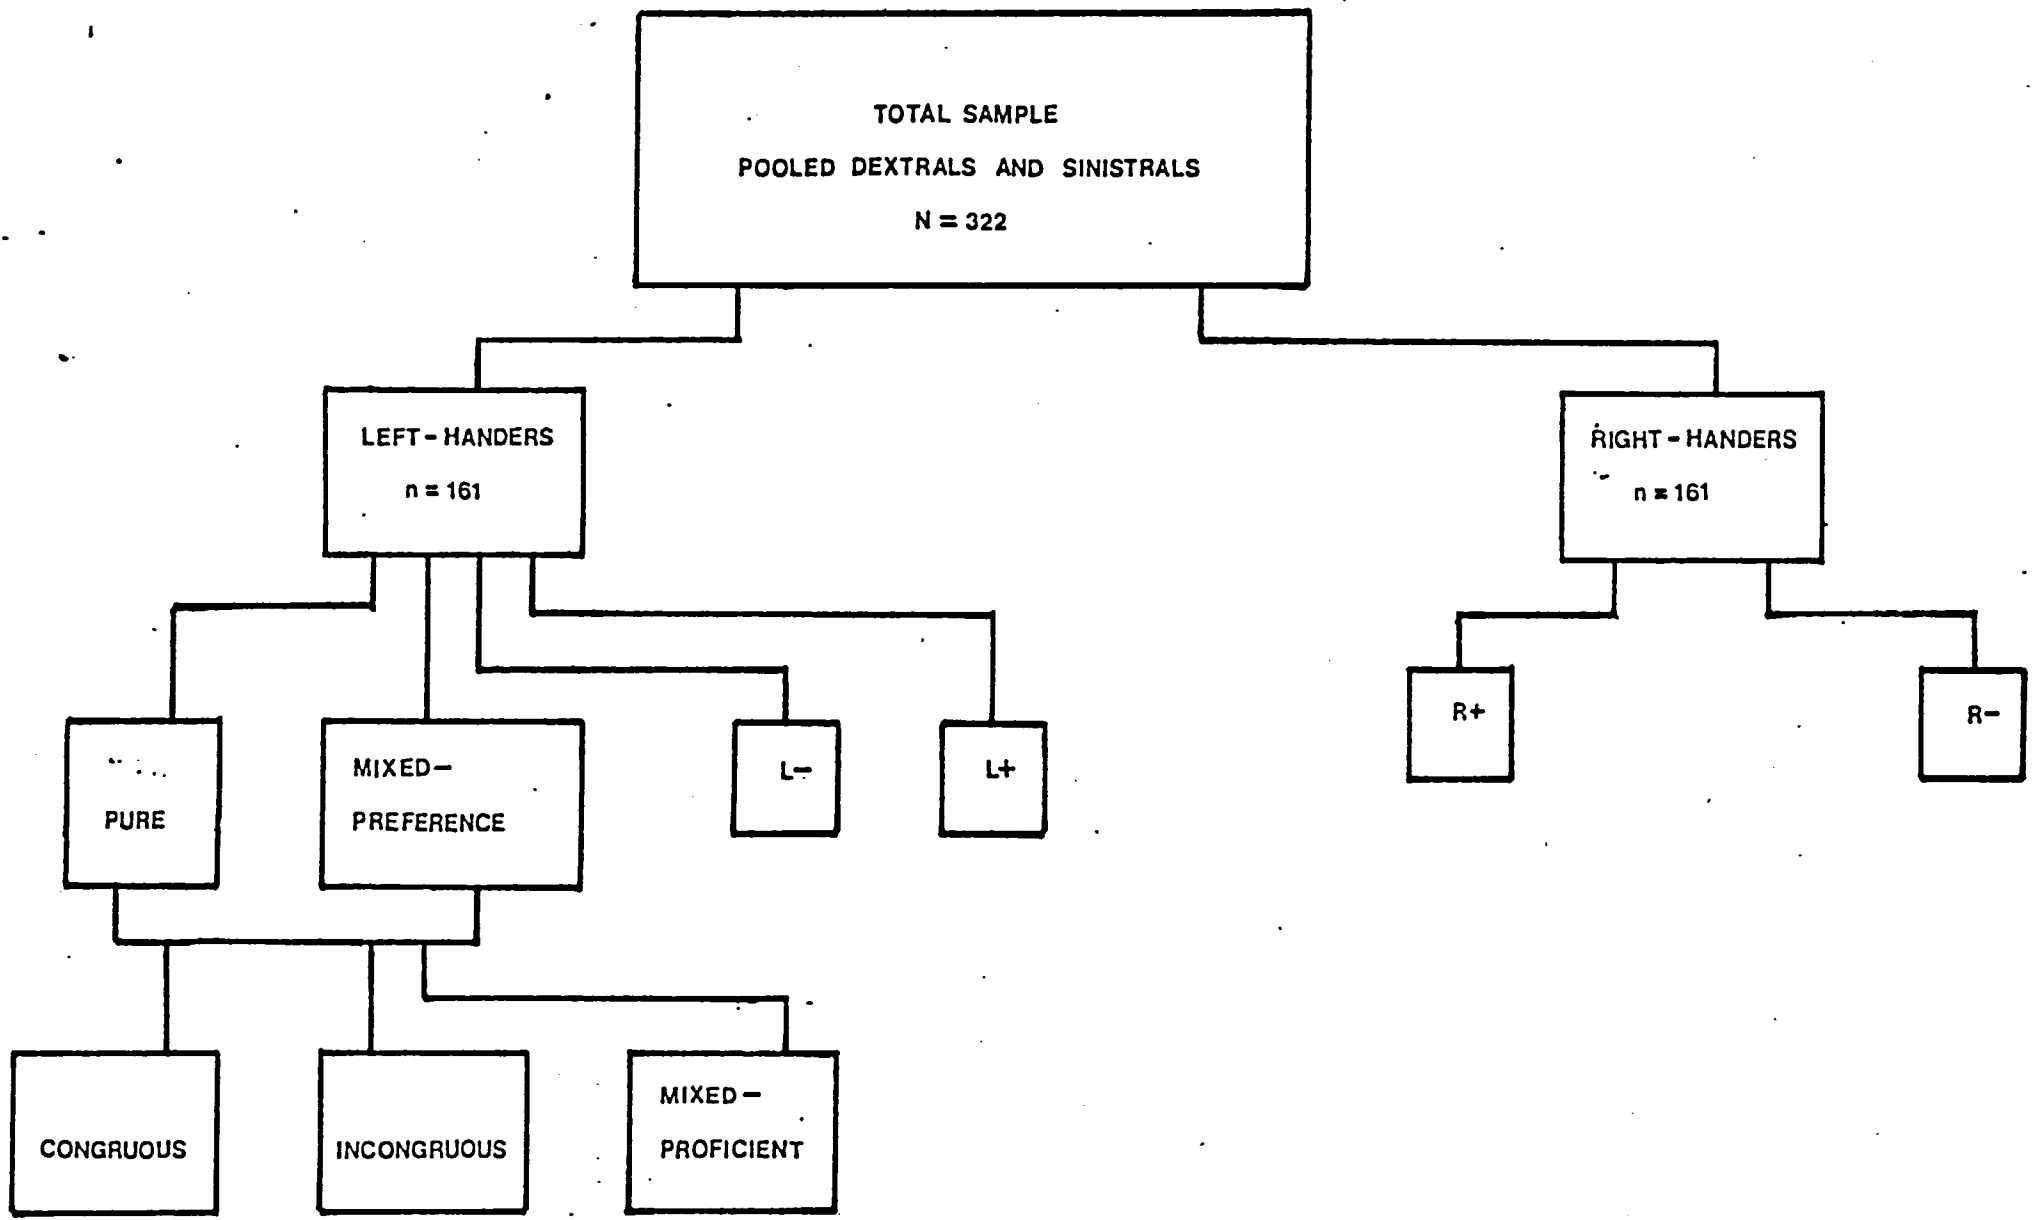 TOTAL SAMPLE
POOLED DEXTRALS AND SINISTRALS
N = 322
LEFT-HANDERS
n = 161
RIGHT-HANDERS
n = 161
PURE
MIXED-
PREFERENCE
L-
L+
R+
R-
CONGRUOUS
INCONGRUOUS
MIXED-
PROFICIENT